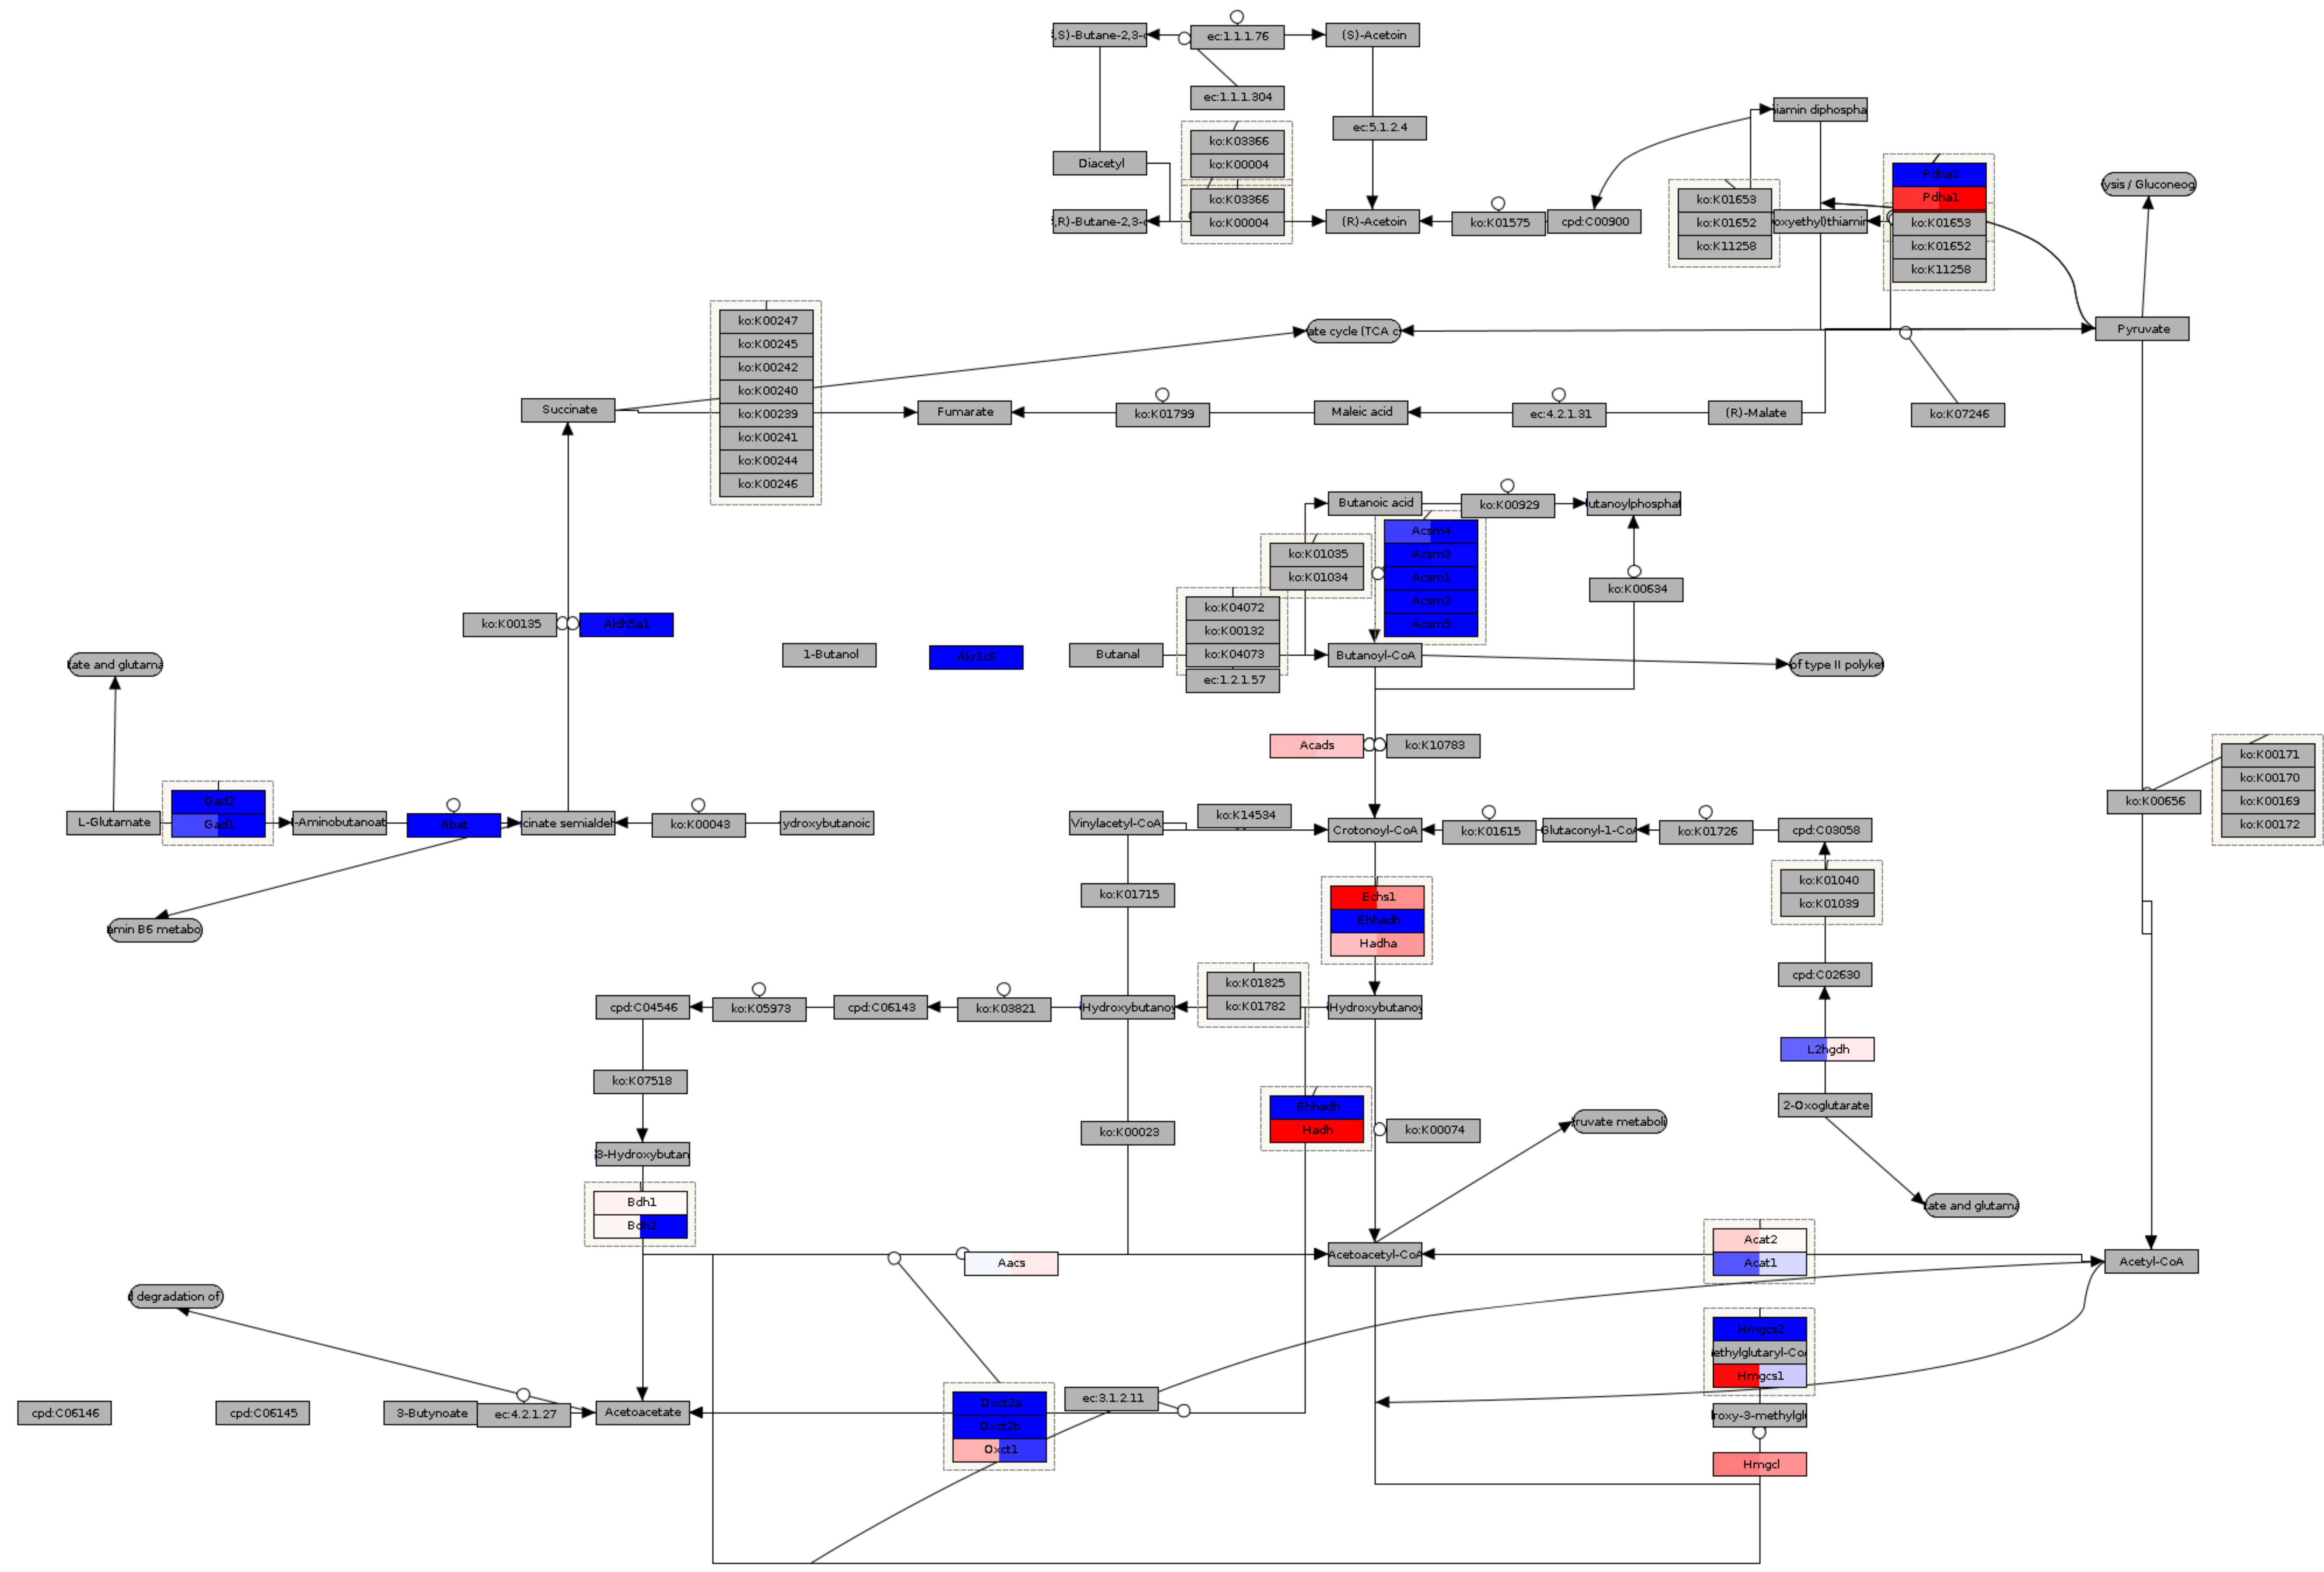 ,S)-Butane-2,3-
ec:1.1.1.76
(S)-Acetoin
ec:1.1.1.304
iamin diphospha
ec:5.1.2.4
ko:K03366
ko:K00004
Diacetyl
Pdha2
Pdha1
ysis / Gluconeog
ko:K03366
ko:K00004
,R)-Butane-2,3-
(R)-Acetoin
ko:K01575
cpd:C00900
ko:K01653
ko:K01652
ko:K11258
oxyethyl)thiamin
ko:K01653
ko:K01652
ko:K11258
ko:K00247
ko:K00245
ko:K00242
ko:K00240
ko:K00239
ko:K00241
ko:K00244
ko:K00246
ate cycle (TCA c
Pyruvate
Succinate
Fumarate
ko:K01799
Maleic acid
ec:4.2.1.31
(R)-Malate
ko:K07246
Butanoic acid
ko:K00929
utanoylphosphat
Acsm4
Acsm3
Acsm1
Acsm2
Acsm5
ko:K01035
ko:K01034
ko:K00634
ko:K04072
ko:K00132
ko:K04073
ec:1.2.1.57
ko:K00135
Aldh5a1
ate and glutama
1-Butanol
Akr1c6
Butanal
Butanoyl-CoA
of type II polyket
Acads
ko:K10783
ko:K00171
ko:K00170
ko:K00169
ko:K00172
ko:K00656
L-Glutamate
Gad2
Gad1
-Aminobutanoat
Abat
cinate semialdeh
ko:K00043
ydroxybutanoic
Vinylacetyl-CoA
ko:K14534
Crotonoyl-CoA
ko:K01615
Glutaconyl-1-CoA
ko:K01726
cpd:C03058
ko:K01040
ko:K01039
ko:K01715
Echs1
Ehhadh
Hadha
amin B6 metabo
cpd:C02630
ko:K01825
ko:K01782
cpd:C04546
ko:K05973
cpd:C06143
ko:K03821
Hydroxybutanoy
Hydroxybutanoy
L2hgdh
ko:K07518
2-Oxoglutarate
Ehhadh
Hadh
ko:K00023
ko:K00074
ruvate metaboli
3-Hydroxybutan
Bdh1
Bdh2
ate and glutama
Aacs
Acetoacetyl-CoA
Acat2
Acat1
Acetyl-CoA
d degradation of
Hmgcs2
ethylglutaryl-Co
Hmgcs1
cpd:C06146
cpd:C06145
3-Butynoate
ec:4.2.1.27
Acetoacetate
Oxct2a
Oxct2b
Oxct1
ec:3.1.2.11
roxy-3-methylgl
Hmgcl